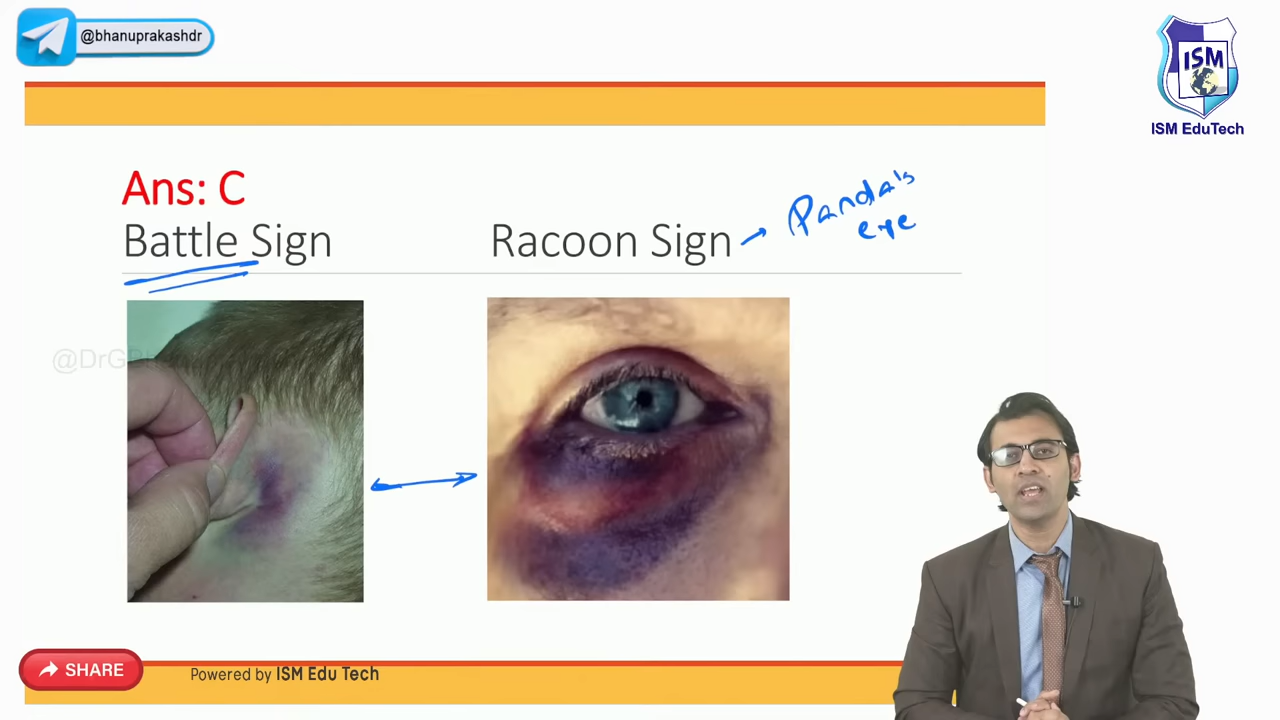 @bhanuprakashdr
ISM
ISM EduTech
Ans: C
Battle Sign
Racoon Sign
Panda's
eye
SHARE
Powered by ISM Edu Tech